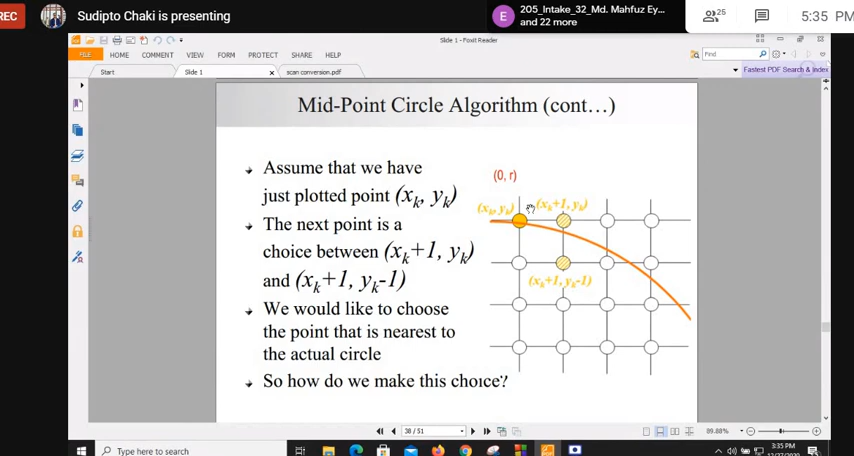 REC
Sudipto Chaki is presenting
E
205_Intake_32_Md. Mahfuz Ey...
and 22 more
25
5:35 PM
Slide 1 - Foxit Reader
FILE HOME COMMENT VIEW FORM PROTECT SHARE HELP
Find
Start Slide 1 x scan conversion.pdf
Fastest PDF Search & Index
Mid-Point Circle Algorithm (cont…)
Assume that we have
just plotted point (xk, yk)
The next point is a
choice between (xk+1, yk)
and (xk+1, yk-1)
We would like to choose
the point that is nearest to
the actual circle
So how do we make this choice?
(0, r)
(xk, yk) (xk+1, yk)
(xk+1, yk-1)
38 / 51
89.88%
Type here to search
3:35 PM